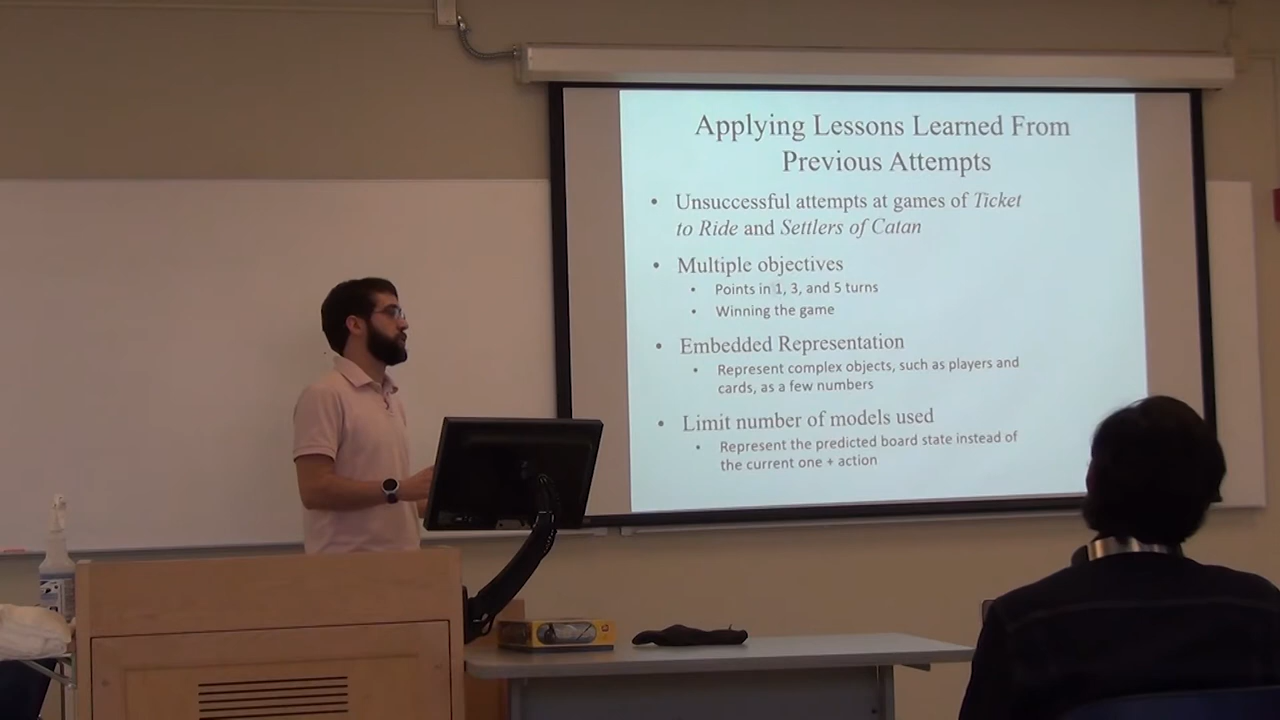 Applying Lessons Learned From
Previous Attempts
• Unsuccessful attempts at games of Ticket
to Ride and Settlers of Catan
• Multiple objectives
• Points in 1, 3, and 5 turns
• Winning the game
• Embedded Representation
• Represent complex objects, such as players and
cards, as a few numbers
• Limit number of models used
• Represent the predicted board state instead of
the current one + action